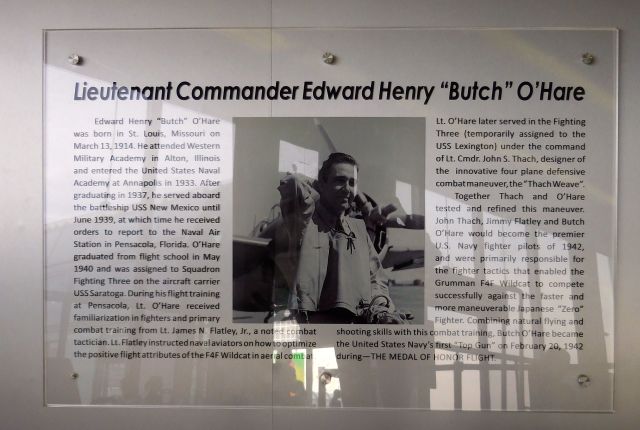 Lieutenant Commander Edward Henry "Butch" O'Hare
Edward Henry "Butch" O'Hare
was born in St. Louis, Missouri on
March 13, 1914. He attended Western
Military Academy in Alton, Illinois
and entered the United States Naval
Academy at Annapolis in 1933. After
graduating in 1937, he served aboard
the battleship USS New Mexico until
June 1939, at which time he received
orders to report to the Naval Air
Station in Pensacola, Florida. O'Hare
graduated from flight school in May
1940 and was assigned to Squadron
Fighting Three on the aircraft carrier
USS Saratoga. During his flight training
at Pensacola, Lt. O'Hare received
familiarization in fighters and primary
combat training from Lt. James N. Flatley, Jr., a noted combat
tactician. Lt. Flatley instructed naval aviators on how to optimize
the positive flight attributes of the F4F Wildcat in aerial combat
Lt. O'Hare later served in the Fighting
Three (temporarily assigned to the
USS Lexington) under the command
of Lt. Cmdr. John S. Thach, designer of
the innovative four plane defensive
combat maneuver, the "Thach Weave".
Together Thach and O'Hare
tested and refined this maneuver.
John Thach, Jimmy Flatley and Butch
O'Hare would become the premier
U.S. Navy fighter pilots of 1942,
and were primarily responsible for
the fighter tactics that enabled the
Grumman F4F Wildcat to compete
successfully against the faster and
more maneuverable Japanese "Zero"
Fighter. Combining natural flying and
shooting skills with this combat training, Butch O'Hare became
the United States Navy's first "Top Gun" on February 20, 1942
during—THE MEDAL OF HONOR FLIGHT.